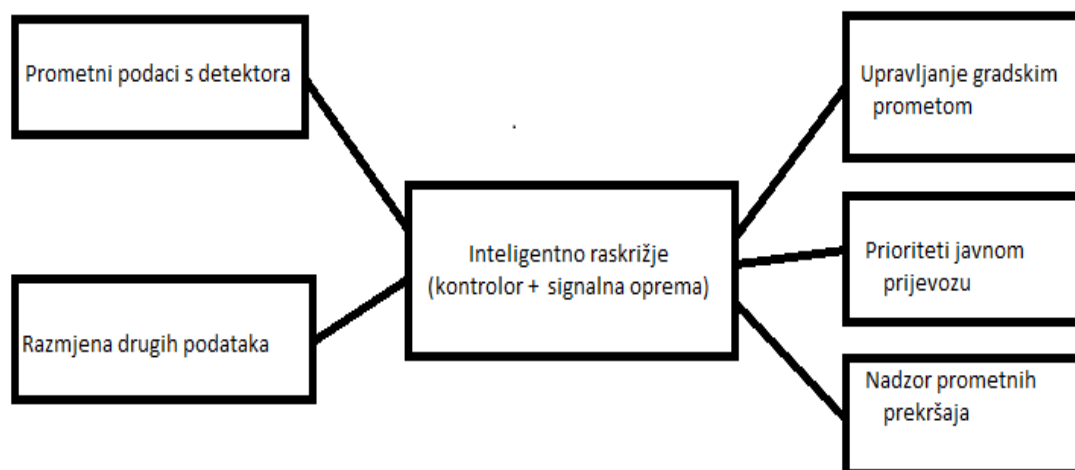 Prometni podaci s detektora
Razmjena drugih podataka
Inteligentno raskrižje
(kontrolor + signalna oprema)
Upravljanje gradskim
prometom
Prioriteti javnom
prijevozu
Nadzor prometnih
prekršaja